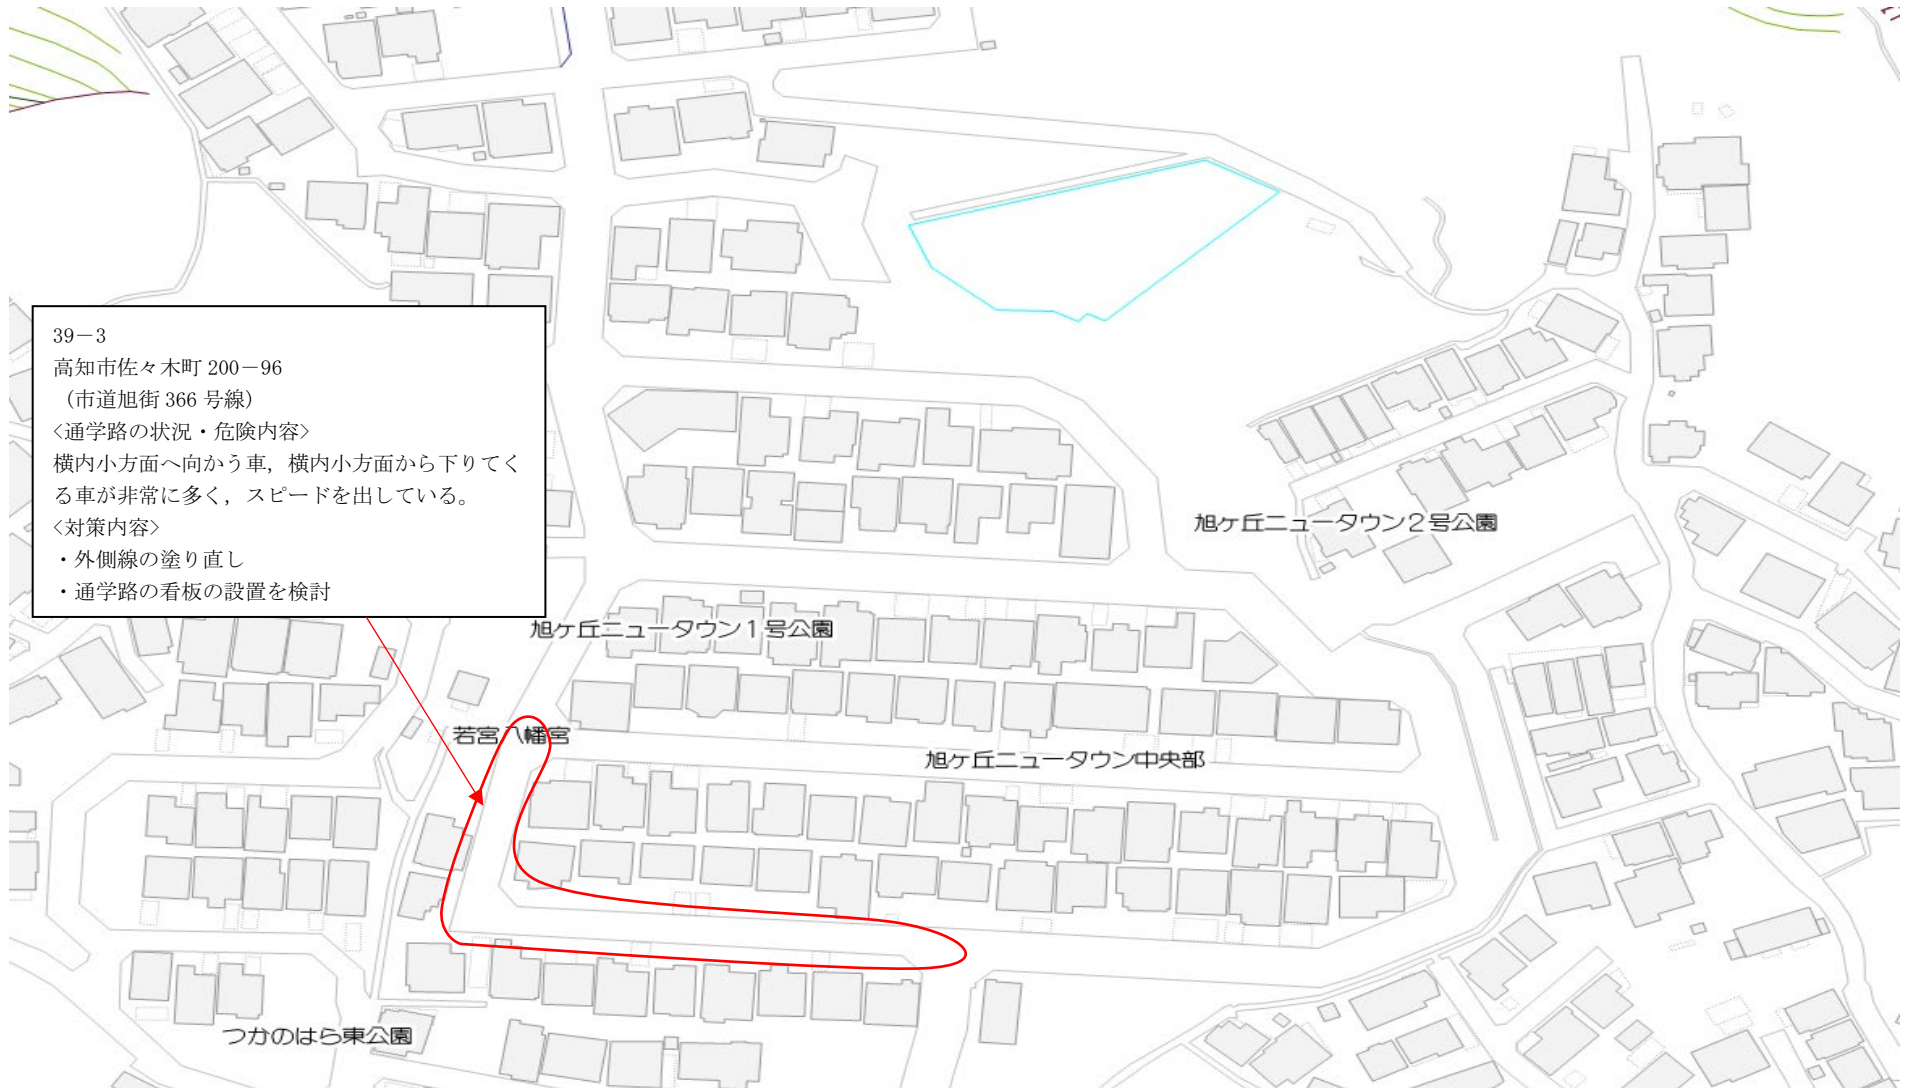 39－3
高知市佐々木町 200－96
（市道旭街 366 号線）
<通学路の状況・危険内容>
横内小方面へ向かう車，横内小方面から下りてく
る車が非常に多く，スピードを出している。
<対策内容>
・外側線の塗り直し
・通学路の看板の設置を検討
旭ヶ丘ニュータウン２号公園
旭ヶ丘ニュータウン１号公園
若宮八幡宮
旭ヶ丘ニュータウン中央部
つかのはら東公園